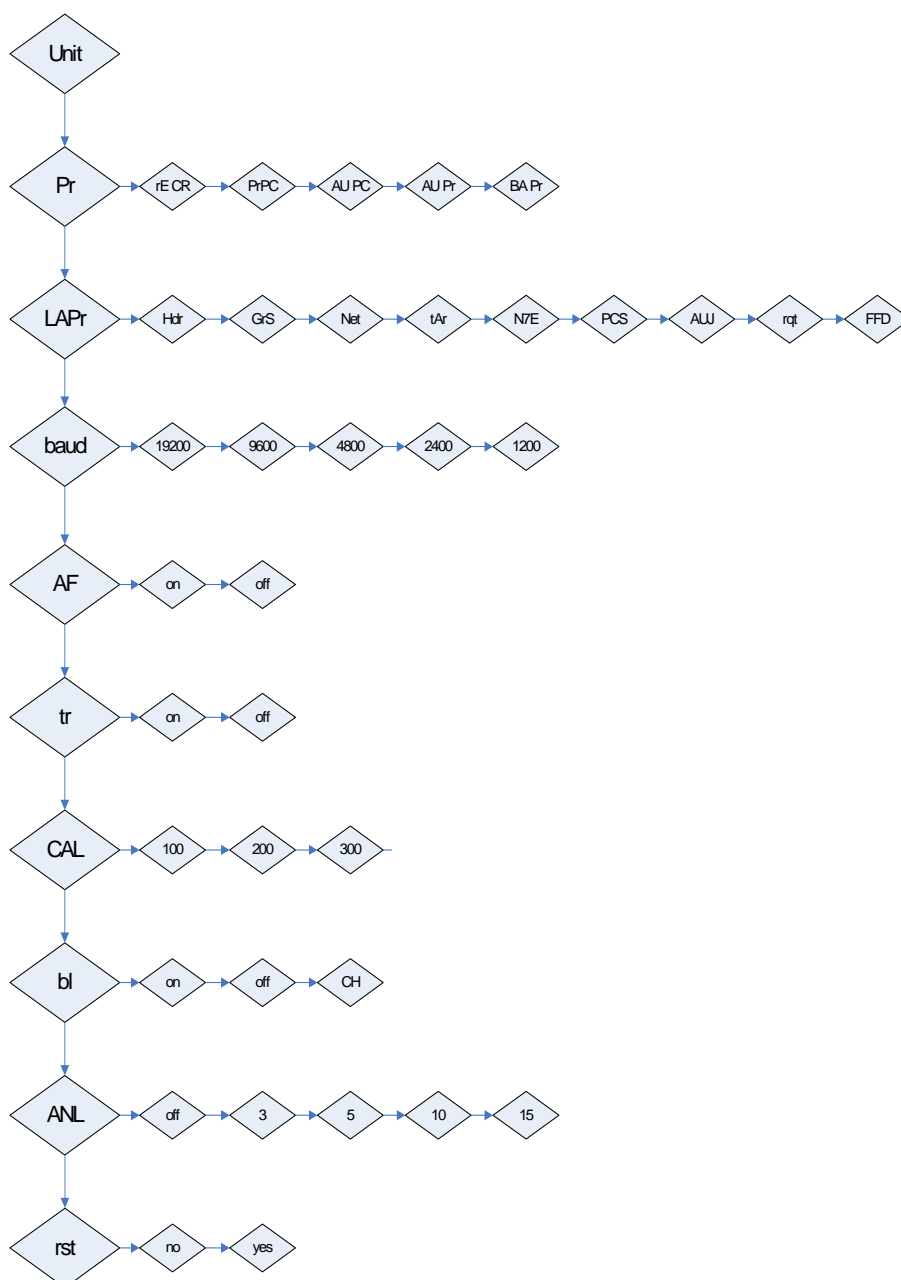 Unit
Pr rE CR PrPC AU PC AU Pr BA Pr
LAPr Hdr GrS Net tAr N7E PCS AUJ rqt FFD
baud 19200 9600 4800 2400 1200
AF on off
tr on off
CAL 100 200 300
bl on off CH
ANL off 3 5 10 15
rst no yes